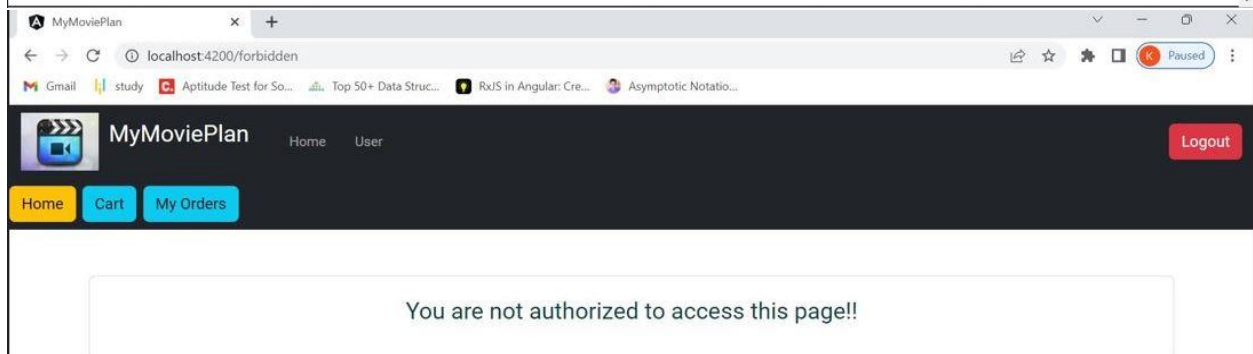 MyMoviePlan
localhost:4200/forbidden
K Paused
Gmail study C. Aptitude Test for So... Top 50+ Data Struc... RxJS in Angular: Cre... Asymptotic Notatio...
MyMoviePlan Home User Logout
Home Cart My Orders
You are not authorized to access this page!!